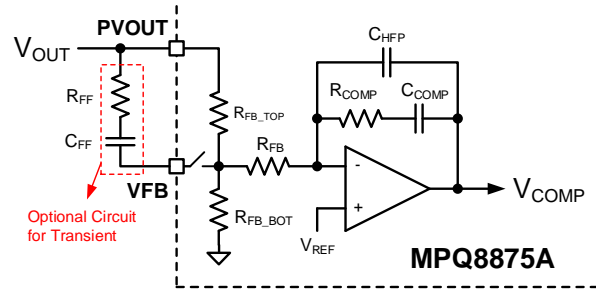 PVOUT
VOUT
RFF
CFF
VFB
Optional Circuit
for Transient
RFB_TOP
RFB
RFB_BOT
CHFP
RCOMP
CCOMP
-
+
VREF
VCOMP
MPQ8875A